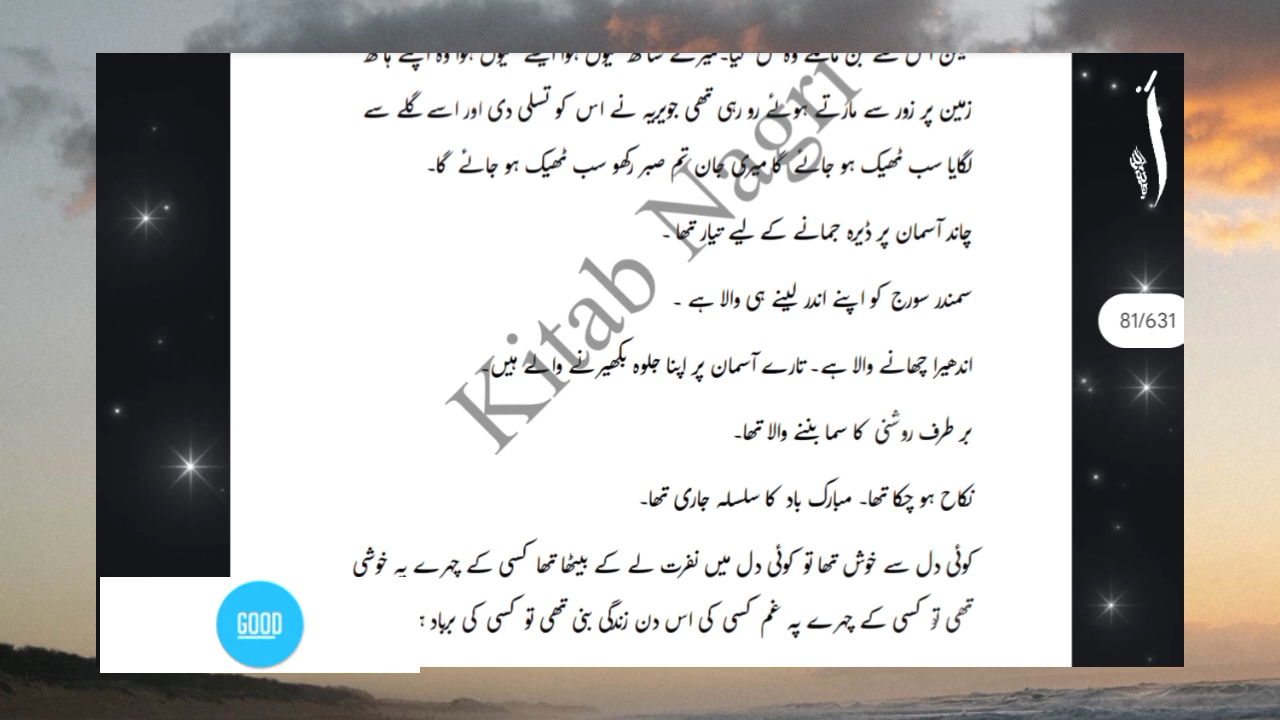 زمین پر زور سے مارتے ہوئے رو رہی تھی جویریہ نے اس کو تسلی دی اور اسے گلے سے
لگایا سب ٹھیک ہو جائے گا میری جان تم صبر رکھو سب ٹھیک ہو جائے گا۔
چاند آسمان پر ڈیرہ جمانے کے لیے تیار تھا ۔
سمندر سورج کو اپنے اندر لینے ہی والا ہے ۔
اندھیرا چھانے والا ہے۔ تارے آسمان پر اپنا جلوہ بکھیرنے والے ہیں۔
ہر طرف روشنی کا سما بننے والا تھا۔
نکاح ہو چکا تھا۔ مبارک باد کا سلسلہ جاری تھا۔
کوئی دل سے خوش تھا تو کوئی دل میں نفرت لے کے بیٹھا تھا کسی کے چہرے پہ خوشی
تھی تو کسی کے چہرے پہ غم کسی کی اس دن زندگی بنی تھی تو کسی کی برباد ؟
Kitab Nagri
81/631
GOOD